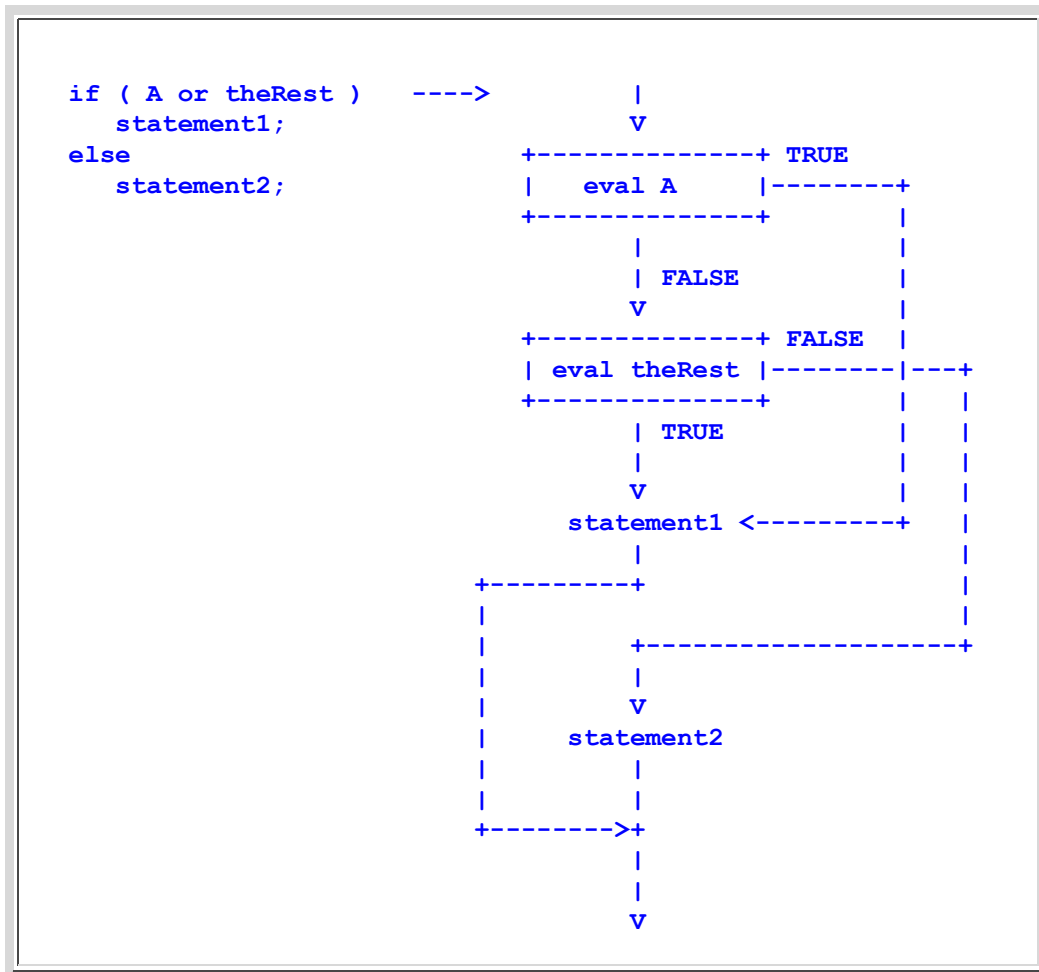 if ( A or theRest )   ---->         |
   statement1;                      V
else                         +--------------+ TRUE
   statement2;               |   eval A     |--------+
                             +--------------+        |
                                    |                |
                                    | FALSE          |
                                    V                |
                             +--------------+ FALSE  |
                             | eval theRest |--------|---+
                             +--------------+        |   |
                                    | TRUE           |   |
                                    |                |   |
                                    V                |   |
                                statement1 <---------+   |
                                    |                    |
                          +---------+                    |
                          |                              |
                          |         +--------------------+
                          |         |
                          |         V
                          |     statement2
                          |         |
                          |         |
                          +-------->+
                                    |
                                    |
                                    V